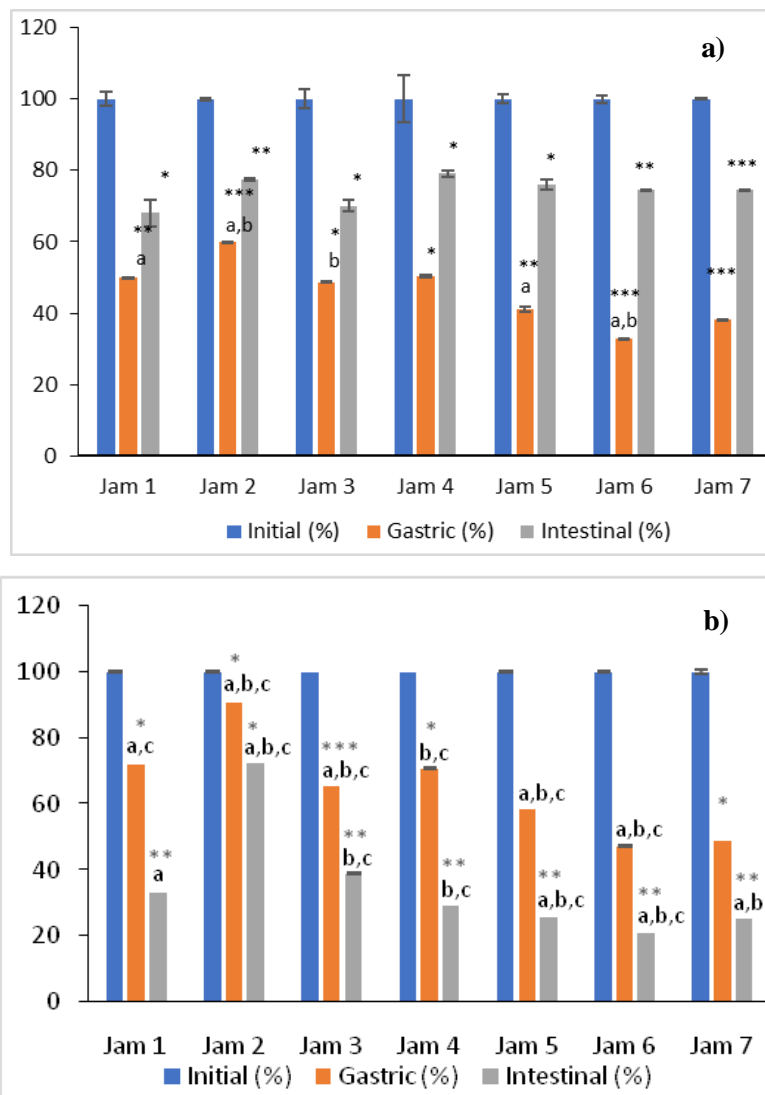 120
a)
100
80
60
40
20
0
* ** * * * ** ***
** *** * * ** *** ***
a a,b b a a,b
Jam 1 Jam 2 Jam 3 Jam 4 Jam 5 Jam 6 Jam 7
Initial (%) Gastric (%) Intestinal (%)
120
b)
100
80
60
40
20
0
* * *** * *
a,c a,b,c a,b,c b,c a,b,c a,b,c
** * ** ** ** ** **
a a,b,c b,c b,c a,b,c a,b,c a,b
Jam 1 Jam 2 Jam 3 Jam 4 Jam 5 Jam 6 Jam 7
Initial (%) Gastric (%) Intestinal (%)